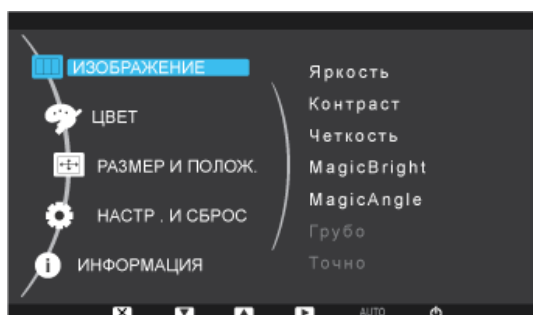 ИЗОБРАЖЕНИЕ
ЦВЕТ
РАЗМЕР И ПОЛОЖ.
НАСТР . И СБРОС
ИНФОРМАЦИЯ
Яркость
Контраст
Четкость
MagicBright
MagicAngle
Грубо
Точно
AUTO